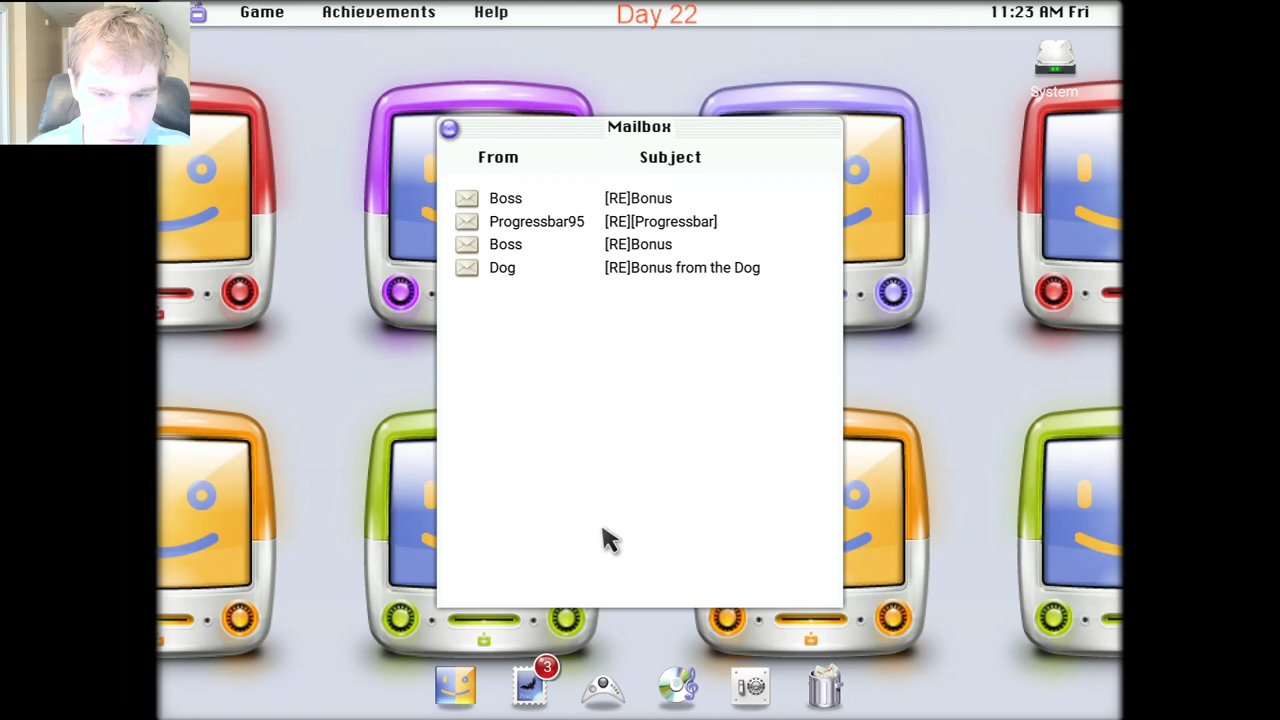 Game Achievements Help Day 22 11:23 AM Fri
System
Mailbox
From Subject
Boss [RE]Bonus
Progressbar95 [RE][Progressbar]
Boss [RE]Bonus
Dog [RE]Bonus from the Dog
3